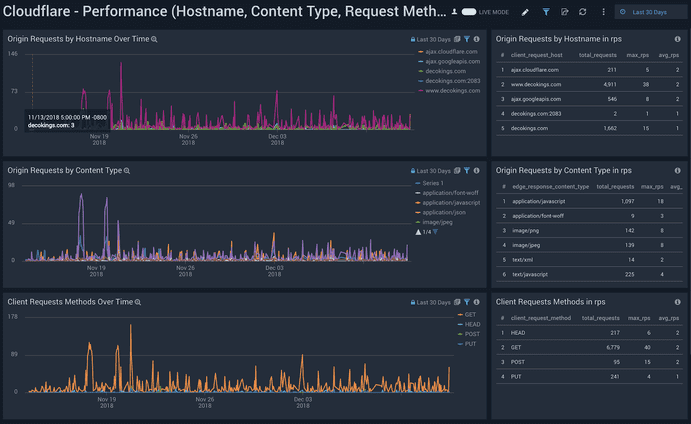 Cloudflare - Performance (Hostname, Content Type, Request Meth...
LIVE MODE
Last 30 Days
Origin Requests by Hostname Over Time
Last 30 Days
146
73
0
Nov 19
2018
Nov 26
2018
Dec 03
2018
11/13/2018 5:00:00 PM -0800
decokings.com: 3
ajax.cloudflare.com
ajax.googleapis.com
decokings.com
decokings.com:2083
www.decokings.com
Origin Requests by Hostname in rps
# client_request_host total_requests max_rps avg_rps
1 ajax.cloudflare.com 211 5 2
2 www.decokings.com 4,911 38 2
3 ajax.googleapis.com 546 8 2
4 decokings.com:2083 2 1 1
5 decokings.com 1,662 15 1
Origin Requests by Content Type
Last 30 Days
98
49
0
Nov 19
2018
Nov 26
2018
Dec 03
2018
Series 1
application/font-woff
application/javascript
application/json
image/jpeg
1/4
Origin Requests by Content Type in rps
# edge_response_content_type total_requests max_rps avg_
1 application/javascript 1,097 18
2 application/font-woff 9 3
3 image/png 142 8
4 image/jpeg 139 8
5 text/xml 14 2
6 text/javascript 225 4
Client Requests Methods Over Time
Last 30 Days
178
89
0
Nov 19
2018
Nov 26
2018
Dec 03
2018
GET
HEAD
POST
PUT
Client Requests Methods in rps
# client_request_method total_requests max_rps avg_rps
1 HEAD 217 6 2
2 GET 6,779 40 2
3 POST 95 15 2
4 PUT 241 4 1